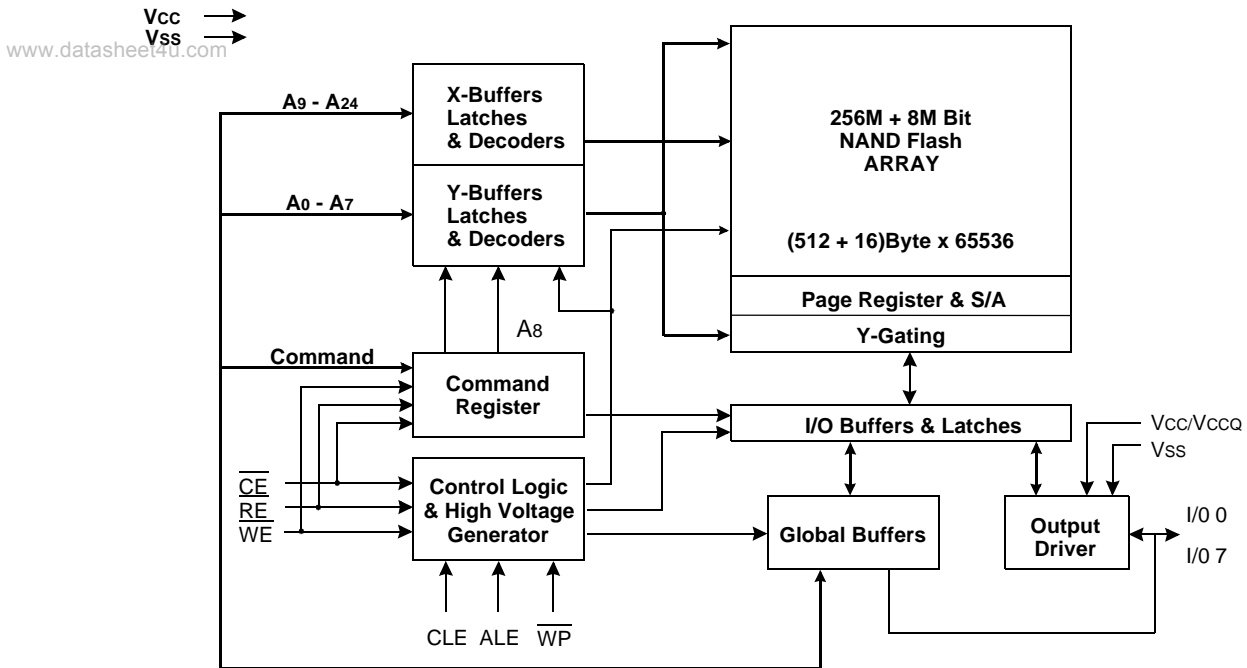 VCC
VSS
www.datasheet4u.com
A9 - A24
X-Buffers
Latches
& Decoders
A0 - A7
Y-Buffers
Latches
& Decoders
256M + 8M Bit
NAND Flash
ARRAY
(512 + 16)Byte x 65536
Page Register & S/A
Y-Gating
A8
Command
Command
Register
I/O Buffers & Latches
VCC/VCCQ
VSS
CE
RE
WE
Control Logic
& High Voltage
Generator
Global Buffers
Output
Driver
I/0 0
I/0 7
CLE ALE WP